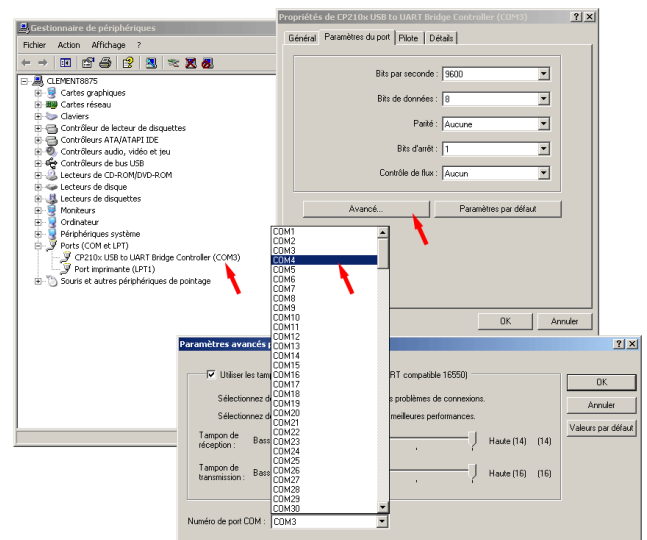 Gestionnaire de périphériques
Fichier Action Affichage ?
CLEMENT8875
Cartes graphiques
Cartes réseau
Claviers
Contrôleur de lecteur de disquettes
Contrôleurs ATA/ATAPI IDE
Contrôleurs audio, vidéo et jeu
Contrôleurs de bus USB
Lecteurs de CD-ROM/DVD-ROM
Lecteurs de disque
Lecteurs de disquettes
Moniteurs
Ordinateur
Périphériques système
Ports (COM et LPT)
CP210x USB to UART Bridge Controller (COM3)
Port imprimante (LPT1)
Souris et autres périphériques de pointage
Propriétés de CP210x USB to UART Bridge Controller (COM3)
Général Paramètres du port Pilote Détails
Bits par seconde : 9600
Bits de données : 8
Parité : Aucune
Bits d'arrêt : 1
Contrôle de flux : Aucun
Avancé... Paramètres par défaut
OK Annuler
COM1
COM2
COM3
COM4
COM5
COM6
COM7
COM8
COM9
COM10
COM11
COM12
COM13
COM14
COM15
COM16
COM17
COM18
COM19
COM20
COM21
COM22
COM23
COM24
COM25
COM26
COM27
COM28
COM29
COM30
Paramètres avancés p
Utiliser les tam RT compatible 16550)
Sélectionnez d s problèmes de connexions.
Sélectionnez d meilleures performances.
Tampon de
réception : Bass Haute (14) (14)
Tampon de
transmission : Bass Haute (16) (16)
Numéro de port COM : COM3
OK
Annuler
Valeurs par défaut